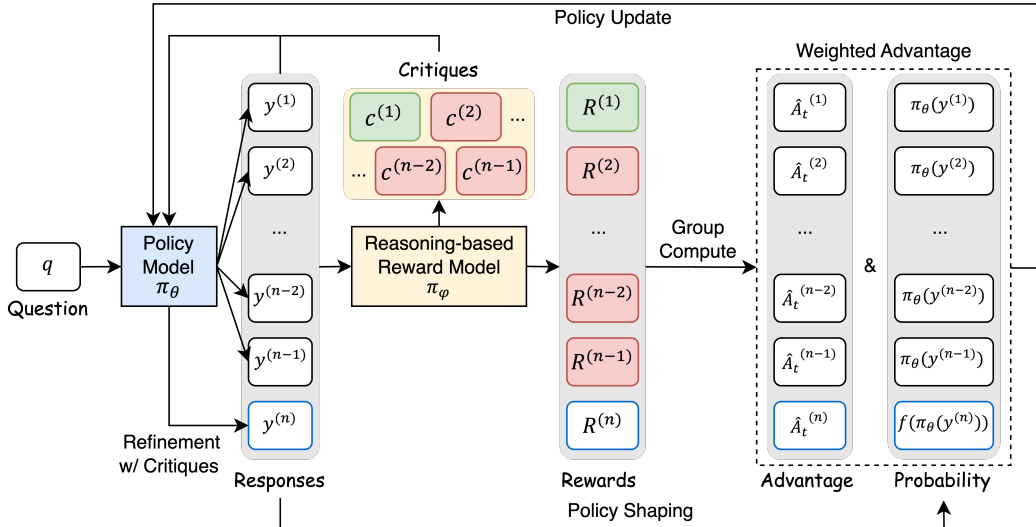 Policy Update
Weighted Advantage
Critiques
y^{(1)}
y^{(2)}
...
y^{(n-2)}
y^{(n-1)}
y^{(n)}
c^{(1)}
c^{(2)}
...
...
c^{(n-2)}
c^{(n-1)}
R^{(1)}
R^{(2)}
...
R^{(n-2)}
R^{(n-1)}
R^{(n)}
Â_t^{(1)}
Â_t^{(2)}
...
Â_t^{(n-2)}
Â_t^{(n-1)}
Â_t^{(n)}
&
π_θ(y^{(1)})
π_θ(y^{(2)})
...
π_θ(y^{(n-2)})
π_θ(y^{(n-1)})
f(π_θ(y^{(n)}))
q
Question
Policy
Model
π_θ
Reasoning-based
Reward Model
π_φ
Group
Compute
Refinement
w/ Critiques
Responses
Rewards
Advantage
Probability
Policy Shaping